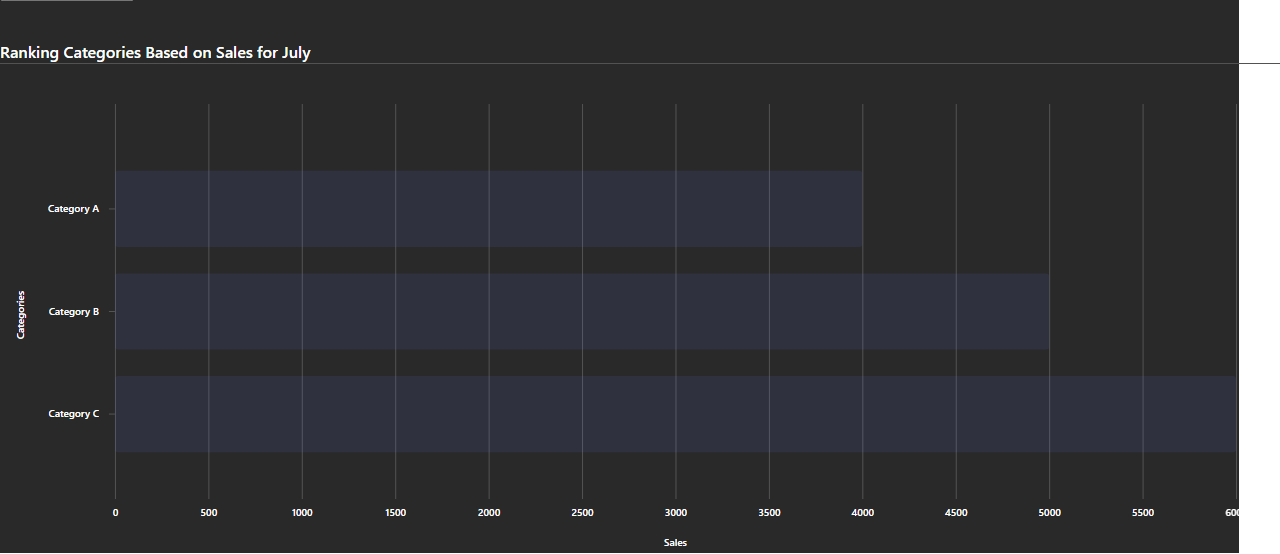 Ranking Categories Based on Sales for July
Categories
Category A
Category B
Category C
0 500 1000 1500 2000 2500 3000 3500 4000 4500 5000 5500 600
Sales